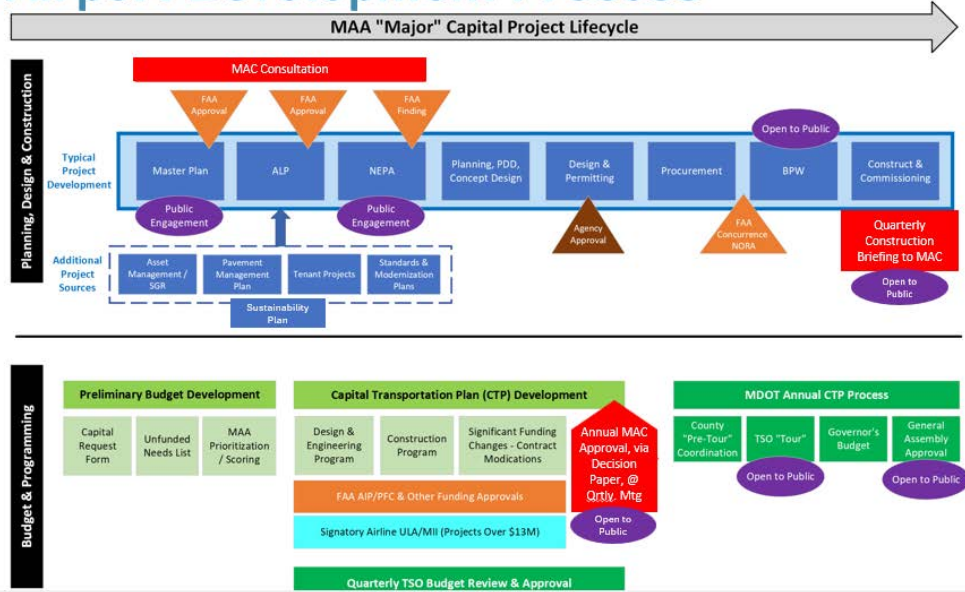 MAA "Major" Capital Project Lifecycle
Planning, Design & Construction
MAC Consultation
FAA
Approval
FAA
Approval
FAA
Finding
Open to Public
Typical
Project
Development
Master Plan
ALP
NEPA
Planning, PDD,
Concept Design
Design &
Permitting
Procurement
BPW
Construct &
Commissioning
Public
Engagement
Public
Engagement
Agency
Approval
FAA
Concurrence
NORA
Quarterly
Construction
Briefing to MAC
Open to
Public
Additional
Project
Sources
Asset
Management /
SGR
Pavement
Management
Plan
Tenant Projects
Standards &
Modernization
Plans
Sustainability
Plan
Budget & Programming
Preliminary Budget Development
Capital
Request
Form
Unfunded
Needs List
MAA
Prioritization
/ Scoring
Capital Transportation Plan (CTP) Development
Design &
Engineering
Program
Construction
Program
Significant Funding
Changes - Contract
Modications
FAA AIP/PFC & Other Funding Approvals
Signatory Airline ULA/MII (Projects Over $13M)
Annual MAC
Approval, via
Decision
Paper, @
Qrtly. Mtg
Open to
Public
Quarterly TSO Budget Review & Approval
MDOT Annual CTP Process
County
"Pre-Tour"
Coordination
TSO "Tour"
Governor's
Budget
General
Assembly
Approval
Open to Public
Open to Public